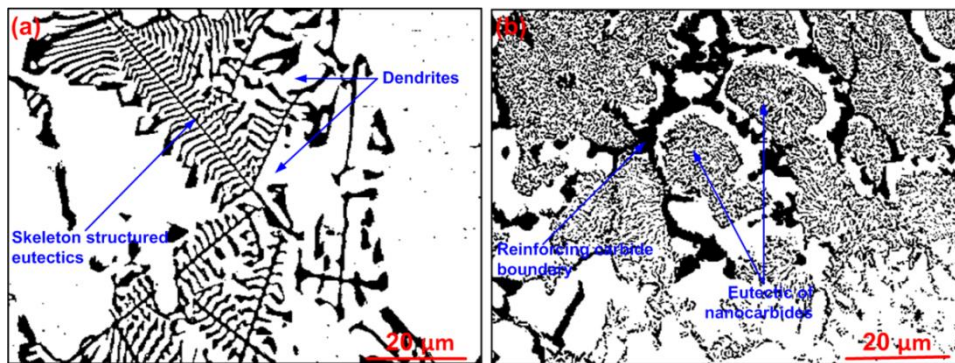 (a)
Dendrites
Skeleton structured
eutectics
20 µm
(b)
Reinforcing carbide
boundary
Eutectic of
nanocarbides
20 µm